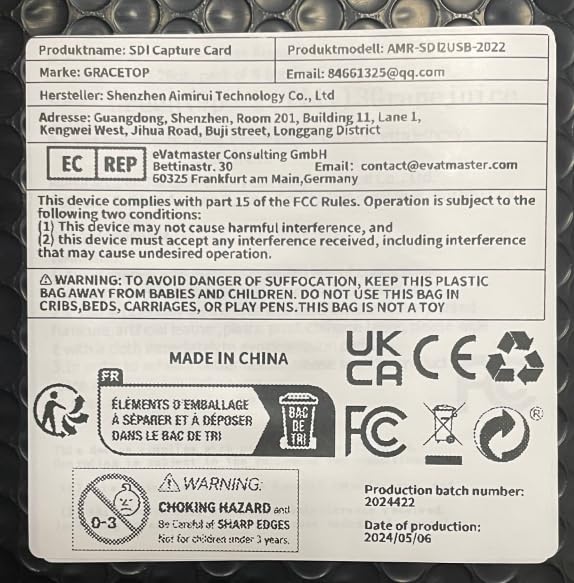 Produktname: SDI Capture Card
Produktmodell: AMR-SDI2USB-2022
Marke: GRACETOP
Email: 84661325@qq.com
Hersteller: Shenzhen Aimirui Technology Co., Ltd
Adresse: Guangdong, Shenzhen, Room 201, Building 11, Lane 1,
Kengwei West, Jihua Road, Buji street, Longgang District
EC REP
eVatmaster Consulting GmbH
Bettinastr. 30 Email: contact@evatmaster.com
60325 Frankfurt am Main,Germany
This device complies with part 15 of the FCC Rules. Operation is subject to the
following two conditions:
(1) This device may not cause harmful interference, and
(2) this device must accept any interference received, including interference
that may cause undesired operation.
⚠ WARNING: TO AVOID DANGER OF SUFFOCATION, KEEP THIS PLASTIC
BAG AWAY FROM BABIES AND CHILDREN. DO NOT USE THIS BAG IN
CRIBS,BEDS, CARRIAGES, OR PLAY PENS.THIS BAG IS NOT A TOY
MADE IN CHINA
UK
CA
CE
FR
ÉLÉMENTS D'EMBALLAGE
À SÉPARER ET À DÉPOSER
DANS LE BAC DE TRI
BAC
DE
TRI
FC
®
0-3
⚠ WARNING:
CHOKING HAZARD and
Be Careful of SHARP EDGES
Not for children under 3 years.
Production batch number:
2024422
Date of production:
2024/05/06